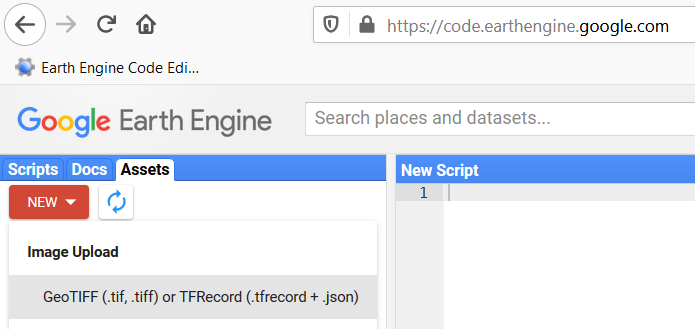 https://code.earthengine.google.com
Earth Engine Code Edi...
Google Earth Engine
Search places and datasets...
Scripts Docs Assets
New Script
NEW
1
Image Upload
GeoTIFF (.tif, .tiff) or TFRecord (.tfrecord + .json)